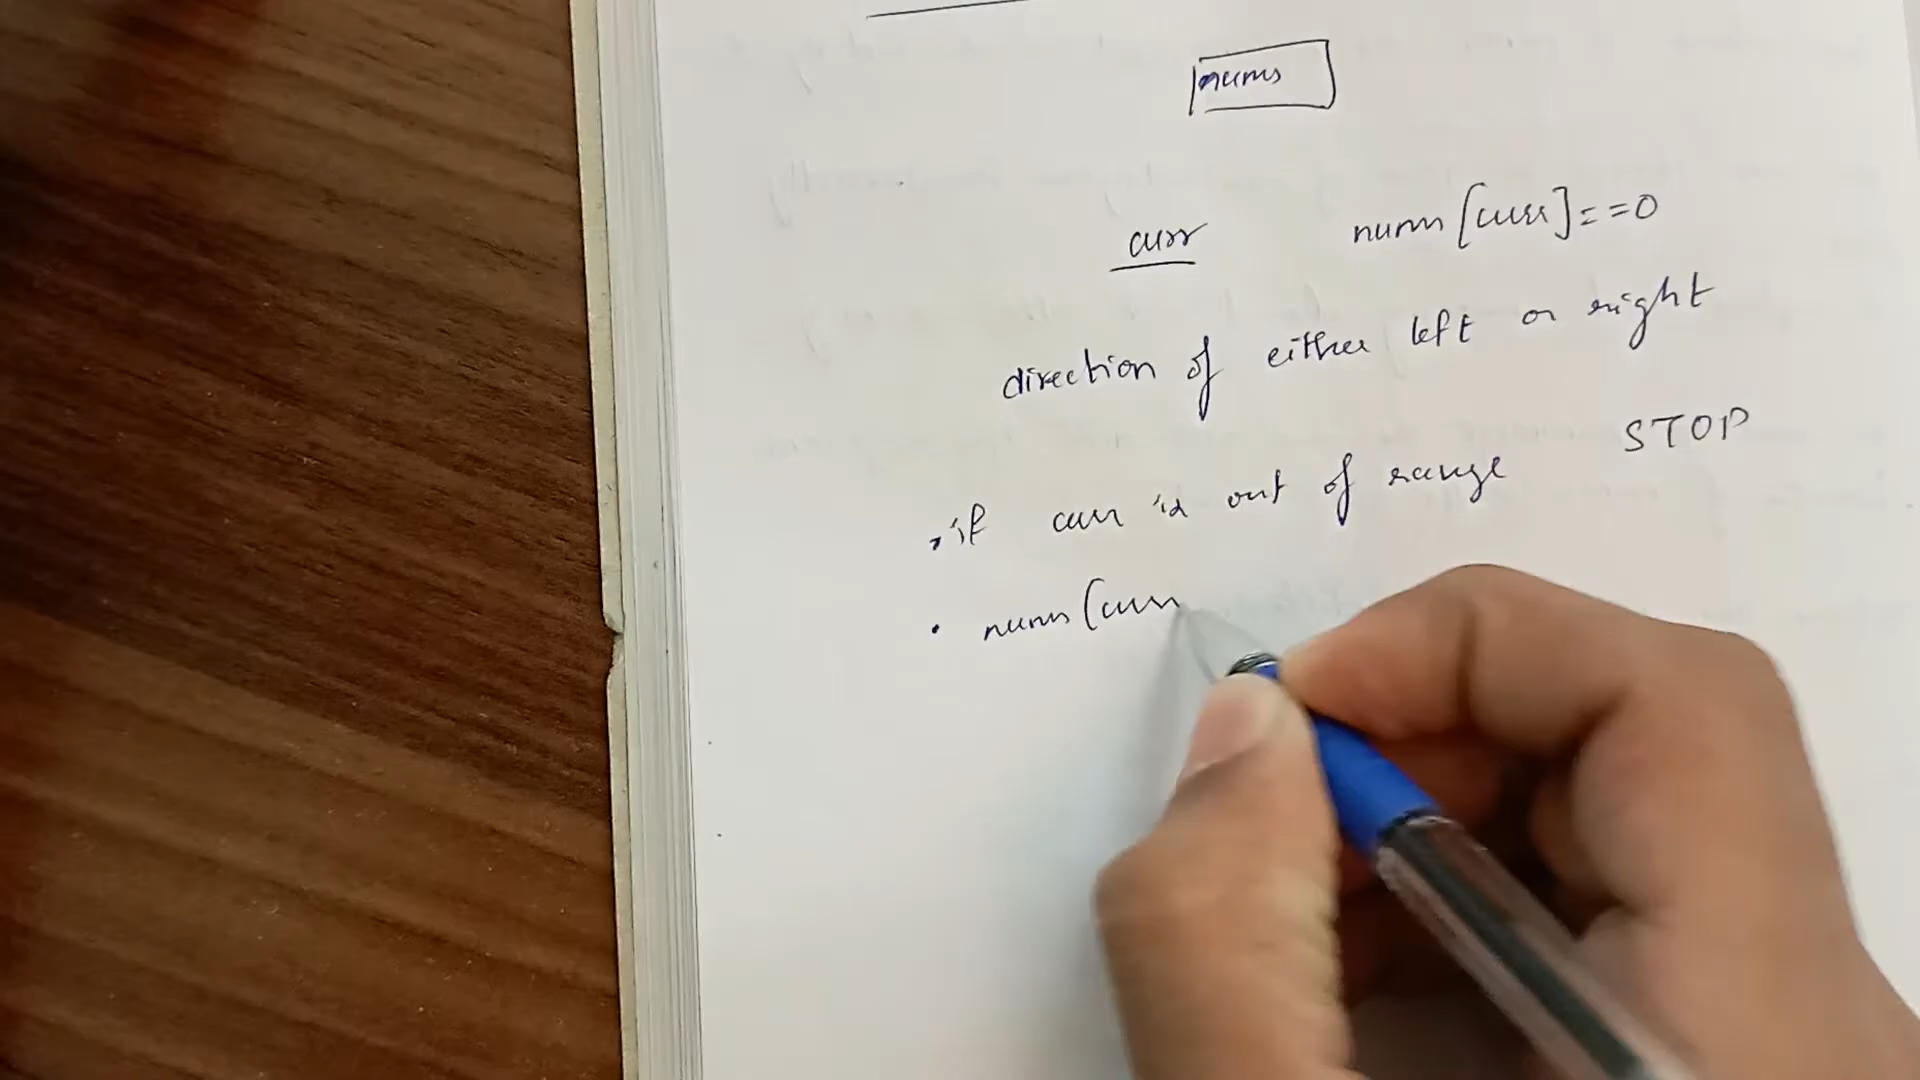 nums
curr nums[curr]==0
direction of either left or right
if curr is out of range STOP
nums[curr